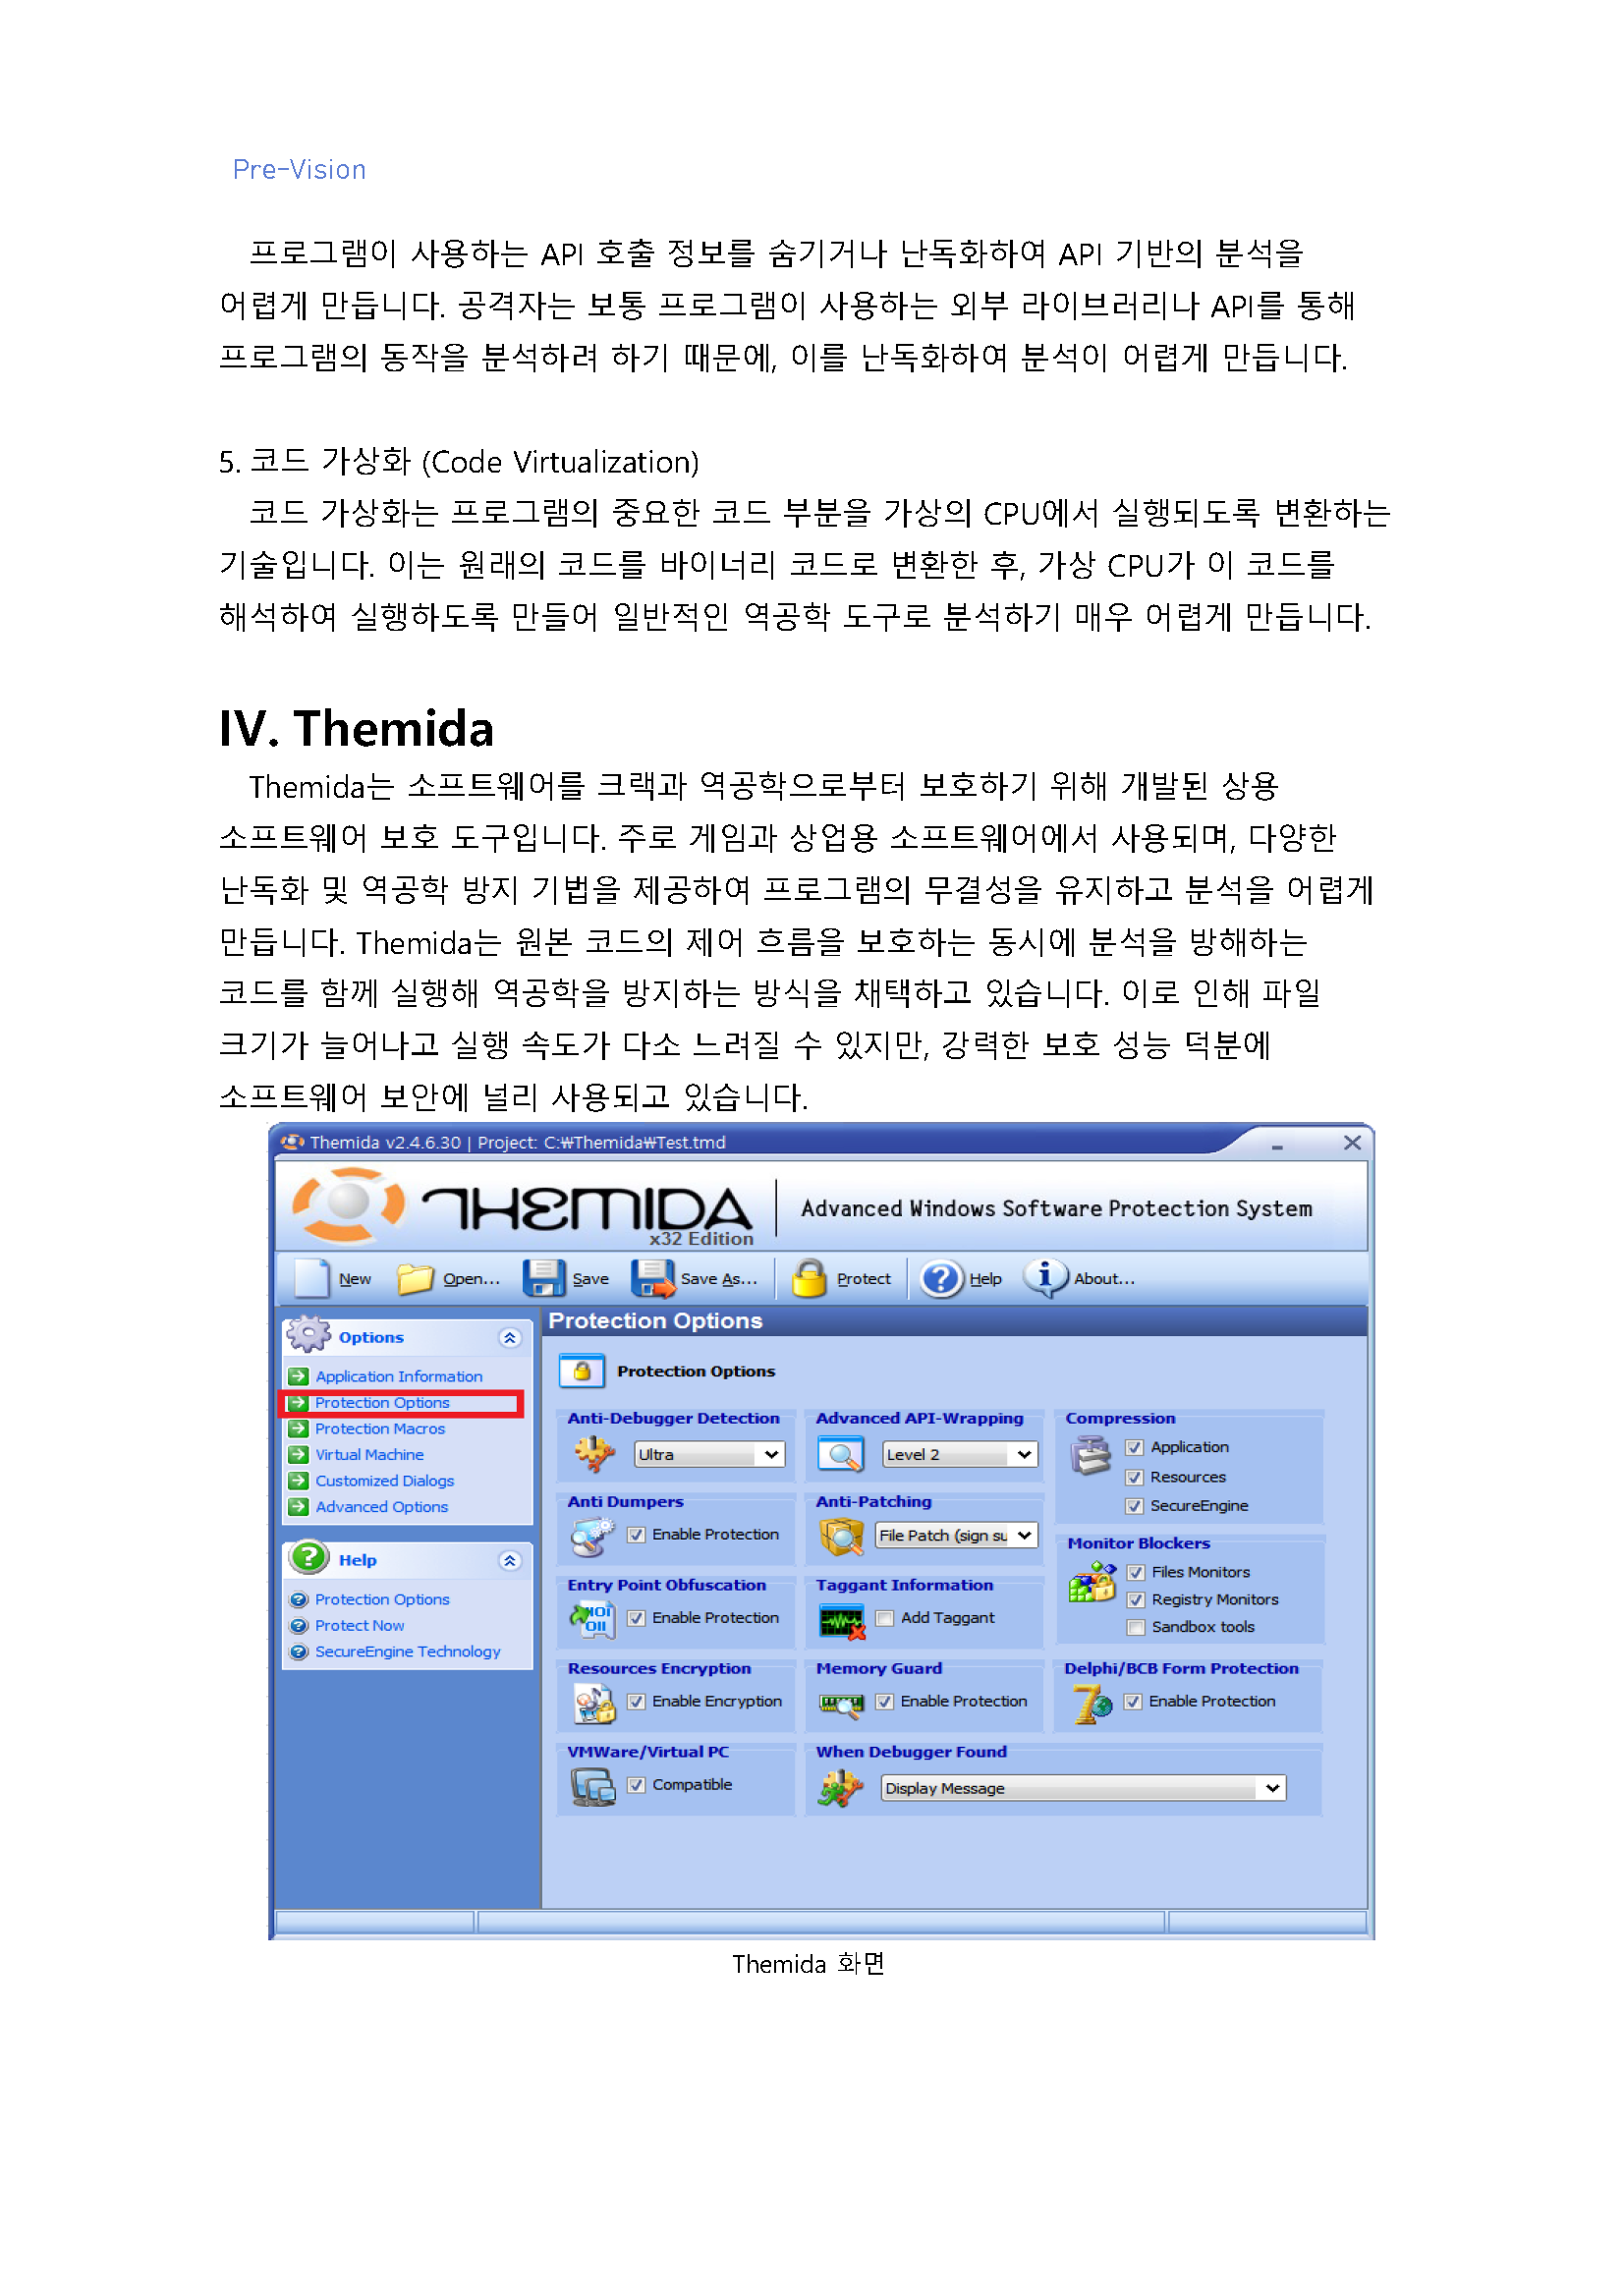 Pre-Vision
프로그램이 사용하는 API 호출 정보를 숨기거나 난독화하여 API 기반의 분석을
어렵게 만듭니다. 공격자는 보통 프로그램이 사용하는 외부 라이브러리나 API를 통해
프로그램의 동작을 분석하려 하기 때문에, 이를 난독화하여 분석이 어렵게 만듭니다.
5. 코드 가상화 (Code Virtualization)
코드 가상화는 프로그램의 중요한 코드 부분을 가상의 CPU에서 실행되도록 변환하는
기술입니다. 이는 원래의 코드를 바이너리 코드로 변환한 후, 가상 CPU가 이 코드를
해석하여 실행하도록 만들어 일반적인 역공학 도구로 분석하기 매우 어렵게 만듭니다.
IV. Themida
Themida는 소프트웨어를 크랙과 역공학으로부터 보호하기 위해 개발된 상용
소프트웨어 보호 도구입니다. 주로 게임과 상업용 소프트웨어에서 사용되며, 다양한
난독화 및 역공학 방지 기법을 제공하여 프로그램의 무결성을 유지하고 분석을 어렵게
만듭니다. Themida는 원본 코드의 제어 흐름을 보호하는 동시에 분석을 방해하는
코드를 함께 실행해 역공학을 방지하는 방식을 채택하고 있습니다. 이로 인해 파일
크기가 늘어나고 실행 속도가 다소 느려질 수 있지만, 강력한 보호 성능 덕분에
소프트웨어 보안에 널리 사용되고 있습니다.
Themida v2.4.6.30 | Project: C:₩Themida₩Test.tmd
THEMIDA
x32 Edition
Advanced Windows Software Protection System
New Open... Save Save As... Protect Help About...
Options
Application Information
Protection Options
Protection Macros
Virtual Machine
Customized Dialogs
Advanced Options
Help
Protection Options
Protect Now
SecureEngine Technology
Protection Options
Protection Options
Anti-Debugger Detection
Ultra
Advanced API-Wrapping
Level 2
Compression
Application
Resources
SecureEngine
Anti Dumpers
Enable Protection
Anti-Patching
File Patch (sign su
Monitor Blockers
Files Monitors
Registry Monitors
Sandbox tools
Entry Point Obfuscation
Enable Protection
Taggant Information
Add Taggant
Resources Encryption
Enable Encryption
Memory Guard
Enable Protection
Delphi/BCB Form Protection
Enable Protection
VMWare/Virtual PC
Compatible
When Debugger Found
Display Message
Themida 화면